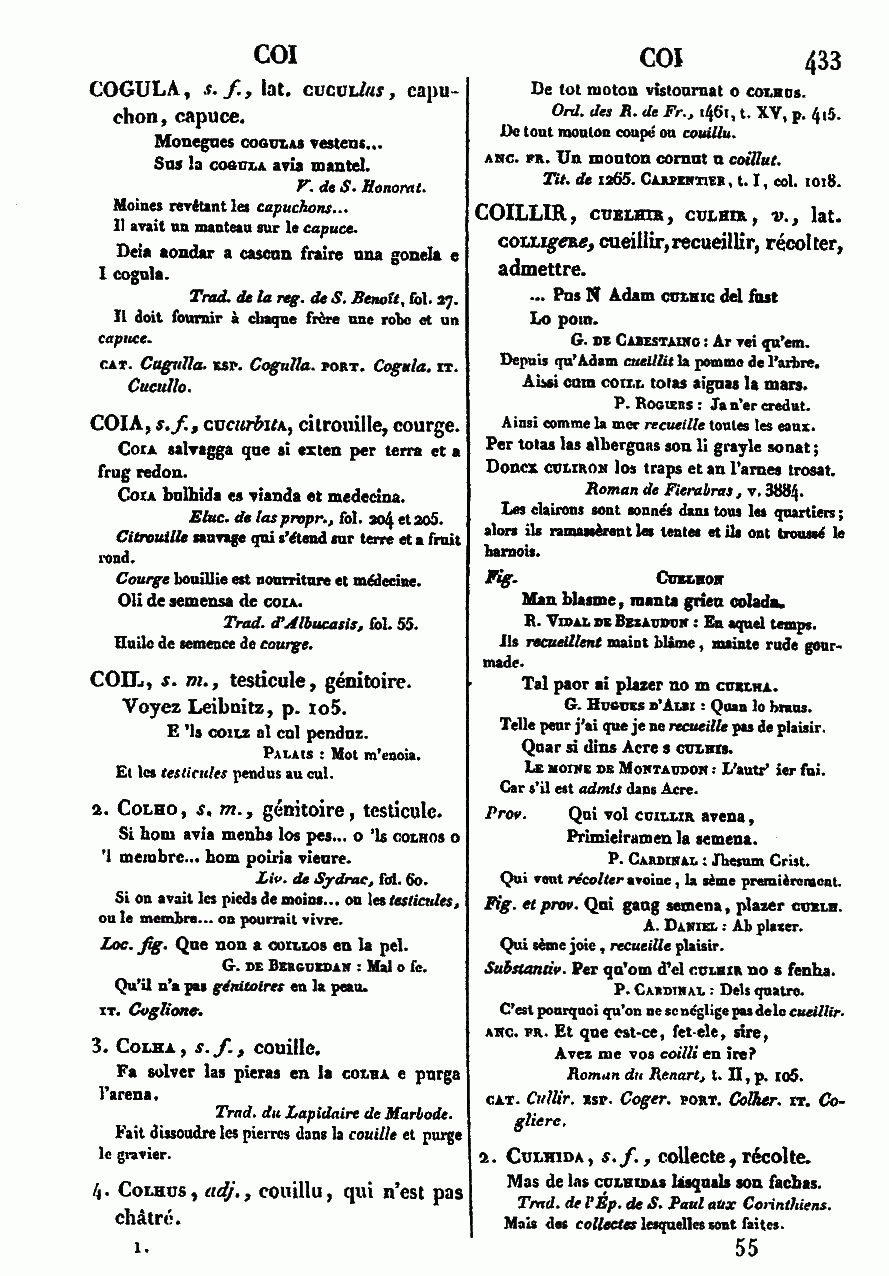 COI
COGULA, s. f., lat. CUCULlus, capu-
chon, capuce.
Monegues COGULAS vestens...
Sus la COGULA avia mantel.
V. de S. Honorat.
Moines revêtant les capuchons...
Il avait un manteau sur le capuce.
Deia aondar a cascun fraire una gonela e
I cogula.
Trad. de la reg. de S. Benoît, fol. 27.
Il doit fournir à chaque frère une robe et un
capuce.
CAT. Cugulla. ESP. Cogulla. PORT. Cogula. IT.
Cucullo.
COIA, s. f., CUCurbitA, citrouille, courge.
COIA salvagga que si exten per terra et a
frug redon.
COIA bulhida es vianda et medecina.
Eluc. de las propr., fol. 204 et 205.
Citrouille sauvage qui s'étend sur terre et a fruit
rond.
Courge bouillie est nourriture et médecine.
Oli de semensa de COIA.
Trad. d'Albucasis, fol. 55.
Huile de semence de courge.
COIL, s. m., testicule, génitoire.
Voyez Leibnitz, p. 105.
E 'ls COILZ al cul penduz.
PALAIS : Mot m'enoia.
Et les testicules pendus au cul.
2. COLHO, s. m., génitoire, testicule.
Si hom avia menhs los pes... o 'ls COLHOS o
'l membre... hom poiria vieure.
Liv. de Sydrac, fol. 60.
Si on avait les pieds de moins... ou les testicules,
ou le membre... on pourrait vivre.
Loc. fig. Que non a COILLOS en la pel.
G. DE BERGUEDAN : Mal o fe.
Qu'il n'a pas génitoires en la peau.
IT. Coglione.
3. COLHA, s. f., couille.
Fa solver las pieras en la COLHA e purga
l'arena.
Trad. du Lapidaire de Marbode.
Fait dissoudre les pierres dans la couille et purge
le gravier.
4. COLHUS, adj., couillu, qui n'est pas
châtré.
1.
COI 433
De tot moton vistournat o COLHUS.
Ord. des R. de Fr., 1461, t. XV, p. 415.
De tout mouton coupé ou couillu.
ANC. FR. Un mouton cornut u coillut.
Tit. de 1265. CARPENTIER, t. I, col. 1018.
COILLIR, CUELHIR, CULHIR, v., lat.
COLLIgeRe, cueillir, recueillir, récolter,
admettre.
... Pus N Adam CULHIC del fust
Lo pom.
G. DE CABESTAING : Ar vei qu'em.
Depuis qu'Adam cueillit la pomme de l'arbre.
Aissi cum COILL totas aiguas la mars.
P. ROGIERS : Ja n'er credut.
Ainsi comme la mer recueille toutes les eaux.
Per totas las alberguas son li grayle sonat ;
Doncx CULIRON los traps et an l'arnes trosat.
Roman de Fierabras, v. 3884.
Les clairons sont sonnés dans tous les quartiers ;
alors ils ramassèrent les tentes et ils ont troussé le
harnois.
Fig. CUELHON
Man blasme, manta grieu colada.
R. VIDAL DE BEZAUDUN : En aquel temps.
Ils recueillent maint blâme, mainte rude gour-
made.
Tal paor ai plazer no m CUELHA.
G. HUGUES D'ALBI : Quan lo braus.
Telle peur j'ai que je ne recueille pas de plaisir.
Quar si dins Acre s CULHIS.
LE MOINE DE MONTAUDON : L'autr' ier fui.
Car s'il est admis dans Acre.
Prov. Qui vol CUILLIR avena,
Primieiramen la semena.
P. CARDINAL : Jhesum Crist.
Qui veut récolter avoine, la sème premièrement.
Fig. et prov. Qui gaug semena, plazer CUELH.
A. DANIEL : Ab plazer.
Qui sème joie, recueille plaisir.
Substantiv. Per qu'om d'el CULHIR no s fenha.
P. CARDINAL : Dels quatre.
C'est pourquoi qu'on ne se néglige pas de le cueillir.
ANC. FR. Et que est-ce, fet-ele, sire,
Avez me vos coilli en ire?
Roman du Renart, t. II, p. 105.
CAT. Cullir. ESP. Coger. PORT. Colher. IT. Co-
gliere.
2. CULHIDA, s. f., collecte, récolte.
Mas de las CULHIDAS lasquals son fachas.
Trad. de l'Ép. de S. Paul aux Corinthiens.
Mais des collectes lesquelles sont faites.
55